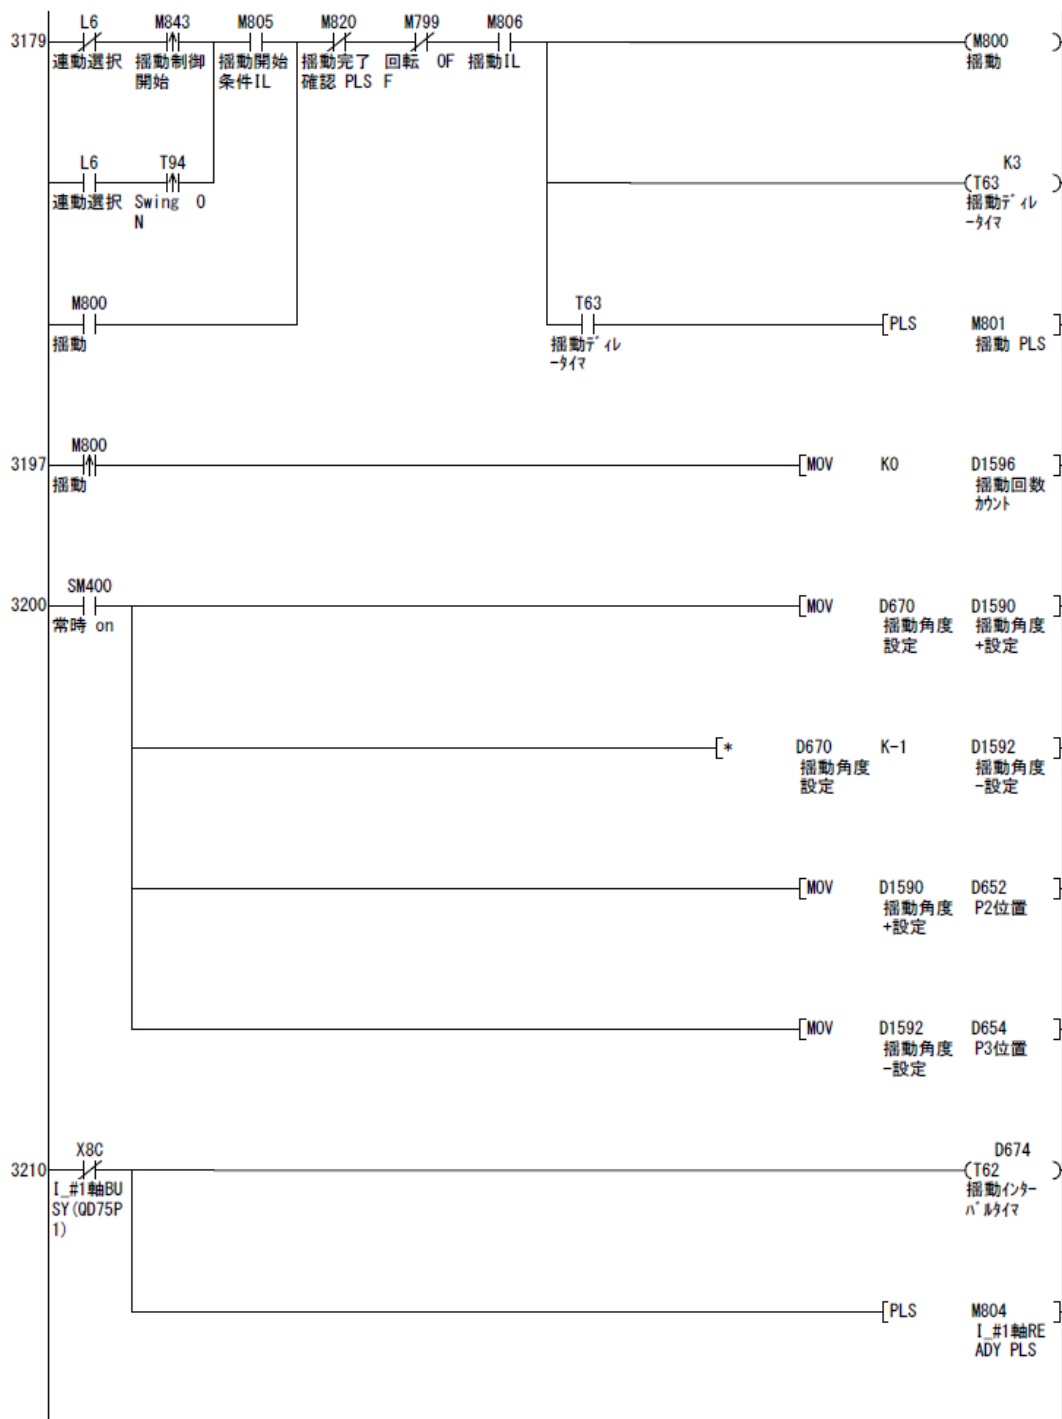 L6 M843 M805 M820 M799 M806
3179 (M800 )
連動選択 揺動制御 揺動開始 揺動完了 回転 OF 揺動IL 揺動
開始 条件IL 確認 PLS F
L6 T94 K3
(T63 )
連動選択 Swing O 揺動ﾃﾞｨﾚ
N ｰﾀｲﾏ
M800 T63
[PLS M801 ]
揺動 揺動ﾃﾞｨﾚ 揺動 PLS
ｰﾀｲﾏ
M800
3197 [MOV K0 D1596 ]
揺動 揺動回数
ｶｳﾝﾄ
SM400
3200 [MOV D670 D1590 ]
常時 on 揺動角度 揺動角度
設定 +設定
[* D670 K-1 D1592 ]
揺動角度 揺動角度
設定 -設定
[MOV D1590 D652 ]
揺動角度 P2位置
+設定
[MOV D1592 D654 ]
揺動角度 P3位置
-設定
X8C D674
3210 (T62 )
I_#1軸BU 揺動ｲﾝﾀｰ
SY(QD75P ﾊﾞﾙﾀｲﾏ
1)
[PLS M804 ]
I_#1軸RE
ADY PLS